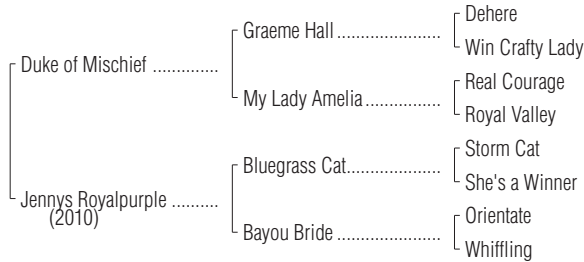 Dehere
Graeme Hall ..................
Win Crafty Lady
Duke of Mischief .............
Real Courage
My Lady Amelia...............
Royal Valley
Storm Cat
Bluegrass Cat..................
She's a Winner
Jennys Royalpurple ..........
(2010)
Orientate
Bayou Bride ....................
Whiffling